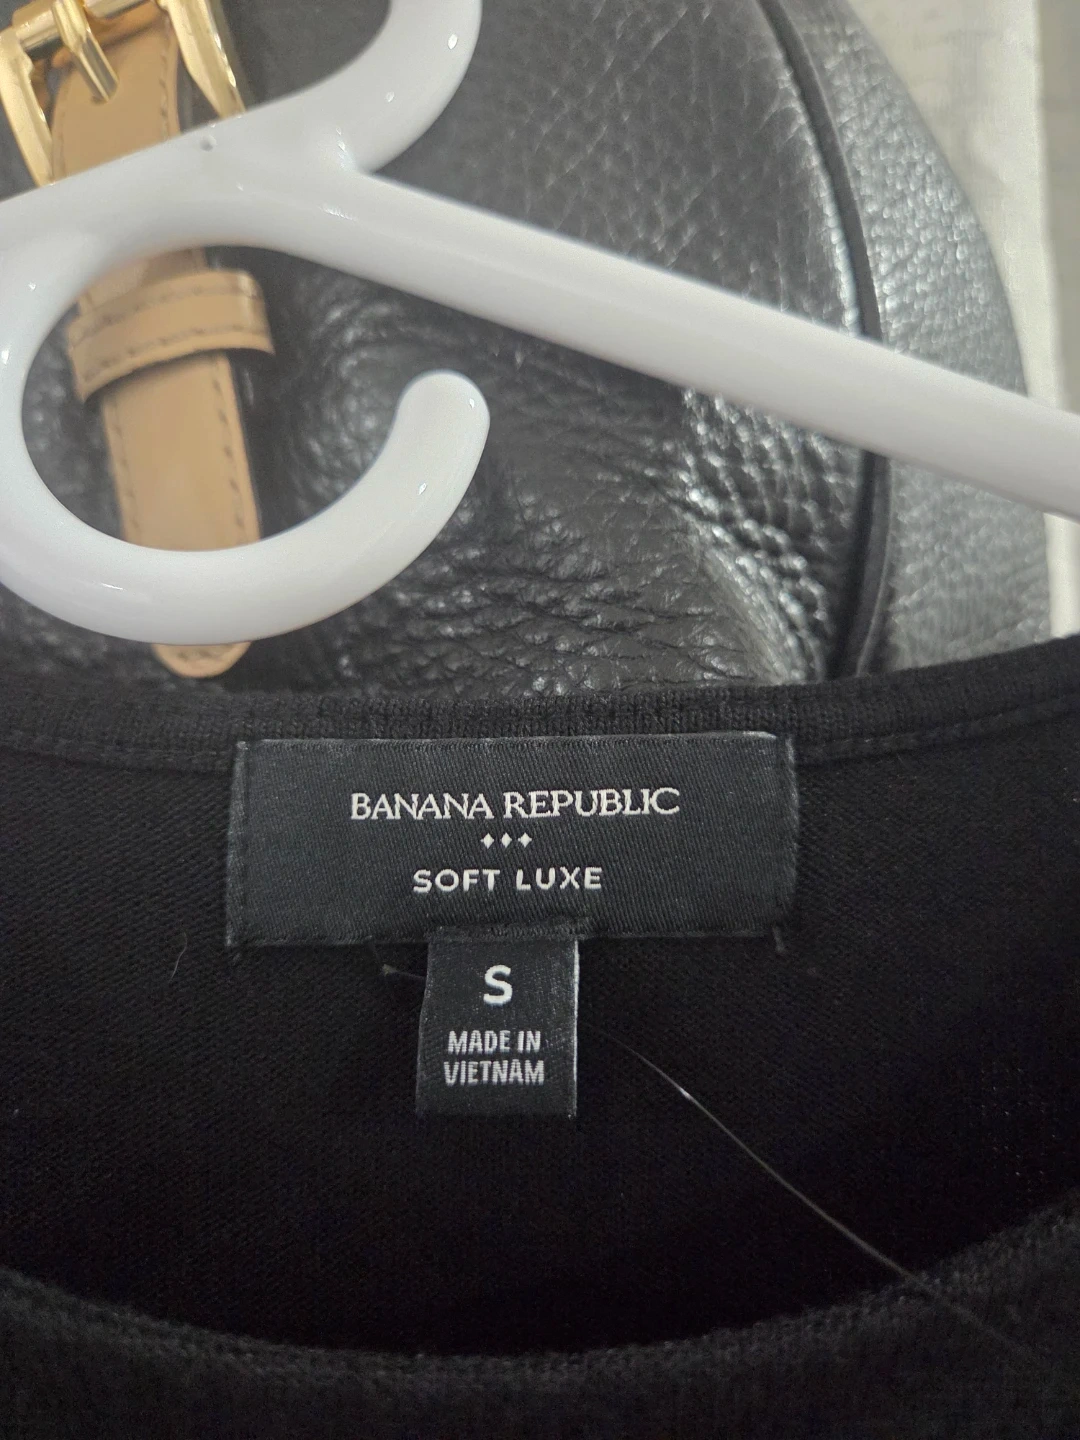 BANANA REPUBLIC
SOFT LUXE
S
MADE IN
VIETNAM